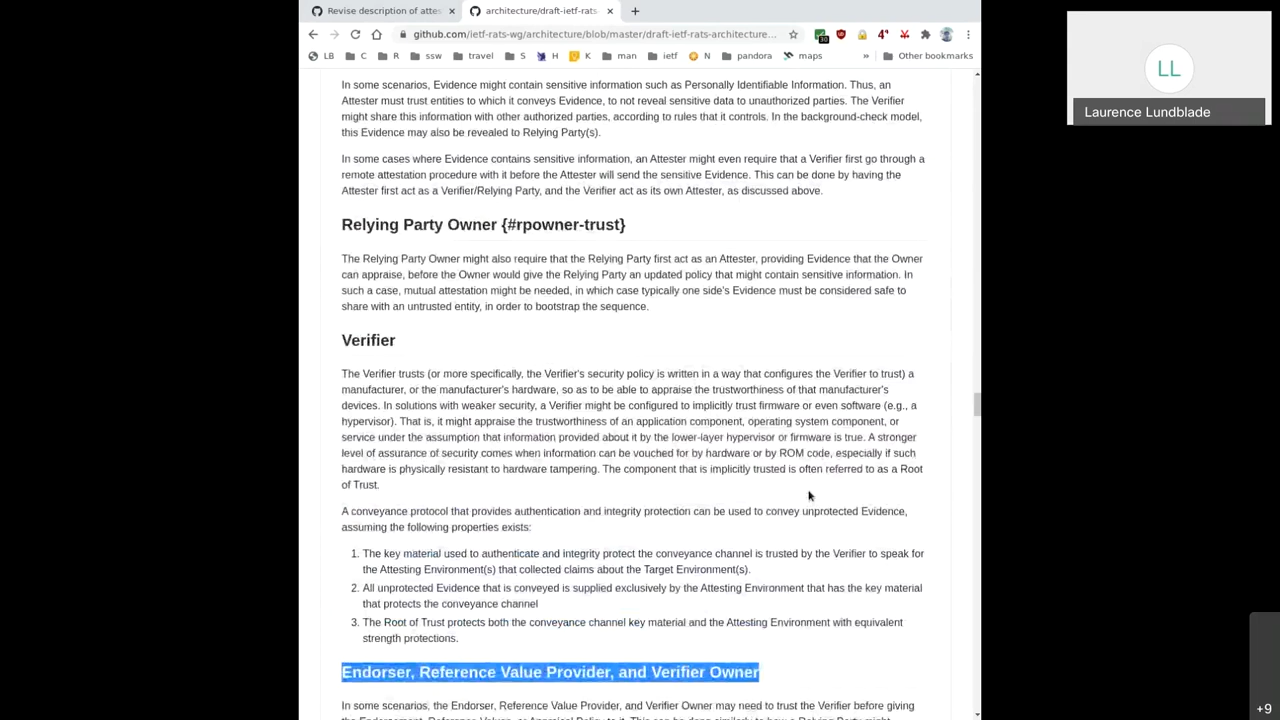 Revise description of attes
architecture/draft-ietf-rats-
github.com/ietf-rats-wg/architecture/blob/master/draft-ietf-rats-architecture...
LB
C
R
ssw
travel
S
H
K
man
ietf
N
pandora
maps
»
Other bookmarks
In some scenarios, Evidence might contain sensitive information such as Personally Identifiable Information. Thus, an
Attester must trust entities to which it conveys Evidence, to not reveal sensitive data to unauthorized parties. The Verifier
might share this information with other authorized parties, according to rules that it controls. In the background-check model,
this Evidence may also be revealed to Relying Party(s).
In some cases where Evidence contains sensitive information, an Attester might even require that a Verifier first go through a
remote attestation procedure with it before the Attester will send the sensitive Evidence. This can be done by having the
Attester first act as a Verifier/Relying Party, and the Verifier act as its own Attester, as discussed above.
Relying Party Owner {#rpowner-trust}
The Relying Party Owner might also require that the Relying Party first act as an Attester, providing Evidence that the Owner
can appraise, before the Owner would give the Relying Party an updated policy that might contain sensitive information. In
such a case, mutual attestation might be needed, in which case typically one side's Evidence must be considered safe to
share with an untrusted entity, in order to bootstrap the sequence.
Verifier
The Verifier trusts (or more specifically, the Verifier's security policy is written in a way that configures the Verifier to trust) a
manufacturer, or the manufacturer's hardware, so as to be able to appraise the trustworthiness of that manufacturer's
devices. In solutions with weaker security, a Verifier might be configured to implicitly trust firmware or even software (e.g., a
hypervisor). That is, it might appraise the trustworthiness of an application component, operating system component, or
service under the assumption that information provided about it by the lower-layer hypervisor or firmware is true. A stronger
level of assurance of security comes when information can be vouched for by hardware or by ROM code, especially if such
hardware is physically resistant to hardware tampering. The component that is implicitly trusted is often referred to as a Root
of Trust.
A conveyance protocol that provides authentication and integrity protection can be used to convey unprotected Evidence,
assuming the following properties exists:
1. The key material used to authenticate and integrity protect the conveyance channel is trusted by the Verifier to speak for
the Attesting Environment(s) that collected claims about the Target Environment(s).
2. All unprotected Evidence that is conveyed is supplied exclusively by the Attesting Environment that has the key material
that protects the conveyance channel
3. The Root of Trust protects both the conveyance channel key material and the Attesting Environment with equivalent
strength protections.
Endorser, Reference Value Provider, and Verifier Owner
In some scenarios, the Endorser, Reference Value Provider, and Verifier Owner may need to trust the Verifier before giving
LL
Laurence Lundblade
+9